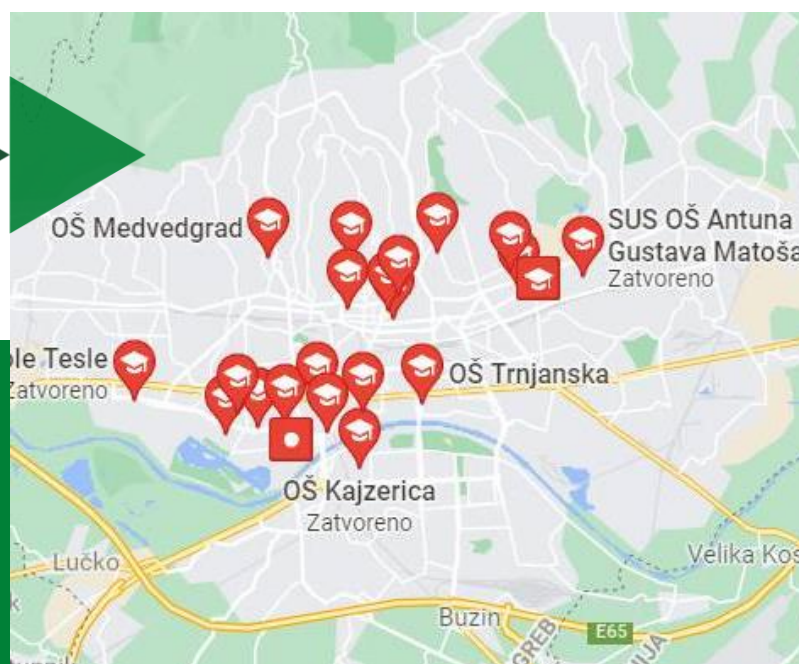 OŠ Medvedgrad
SUS OŠ Antuna
Gustava Matoša
Zatvoreno
ole Tesle
Zatvoreno
OŠ Trnjanska
OŠ Kajzerica
Zatvoreno
Lučko
Velika Kos
Buzin
E65